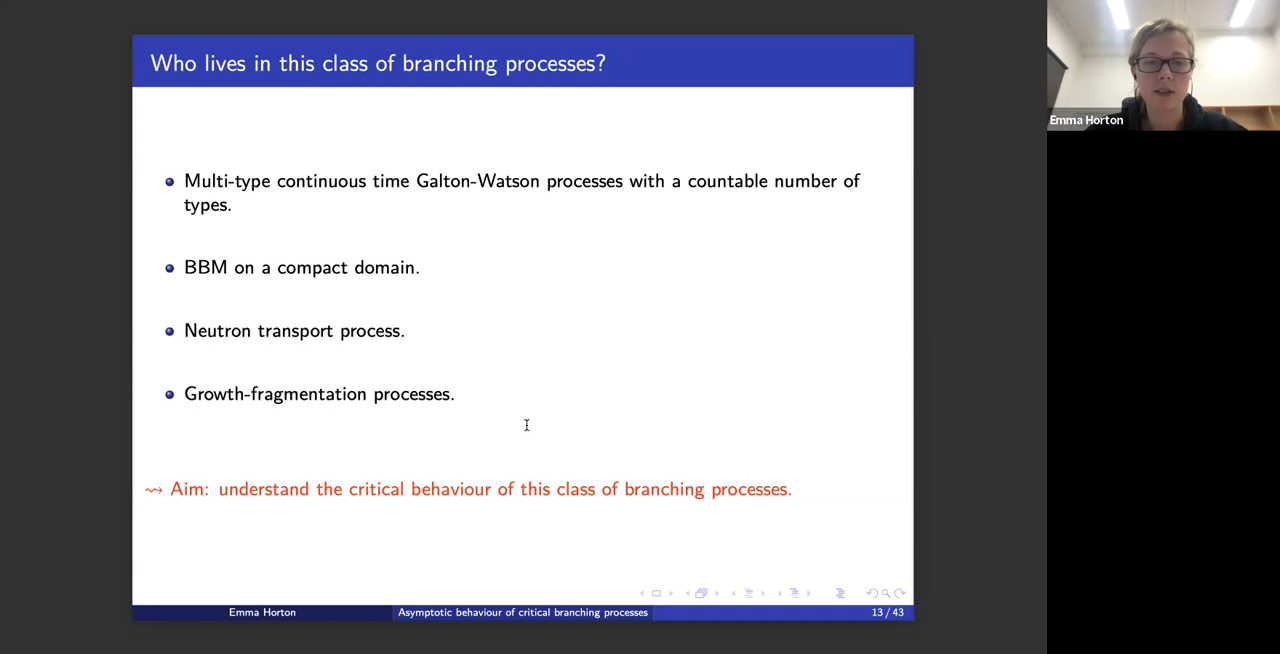 Who lives in this class of branching processes?
Emma Horton
Multi-type continuous time Galton-Watson processes with a countable number of
types.
BBM on a compact domain.
Neutron transport process.
Growth-fragmentation processes.
⇝ Aim: understand the critical behaviour of this class of branching processes.
Emma Horton
Asymptotic behaviour of critical branching processes
13 / 43